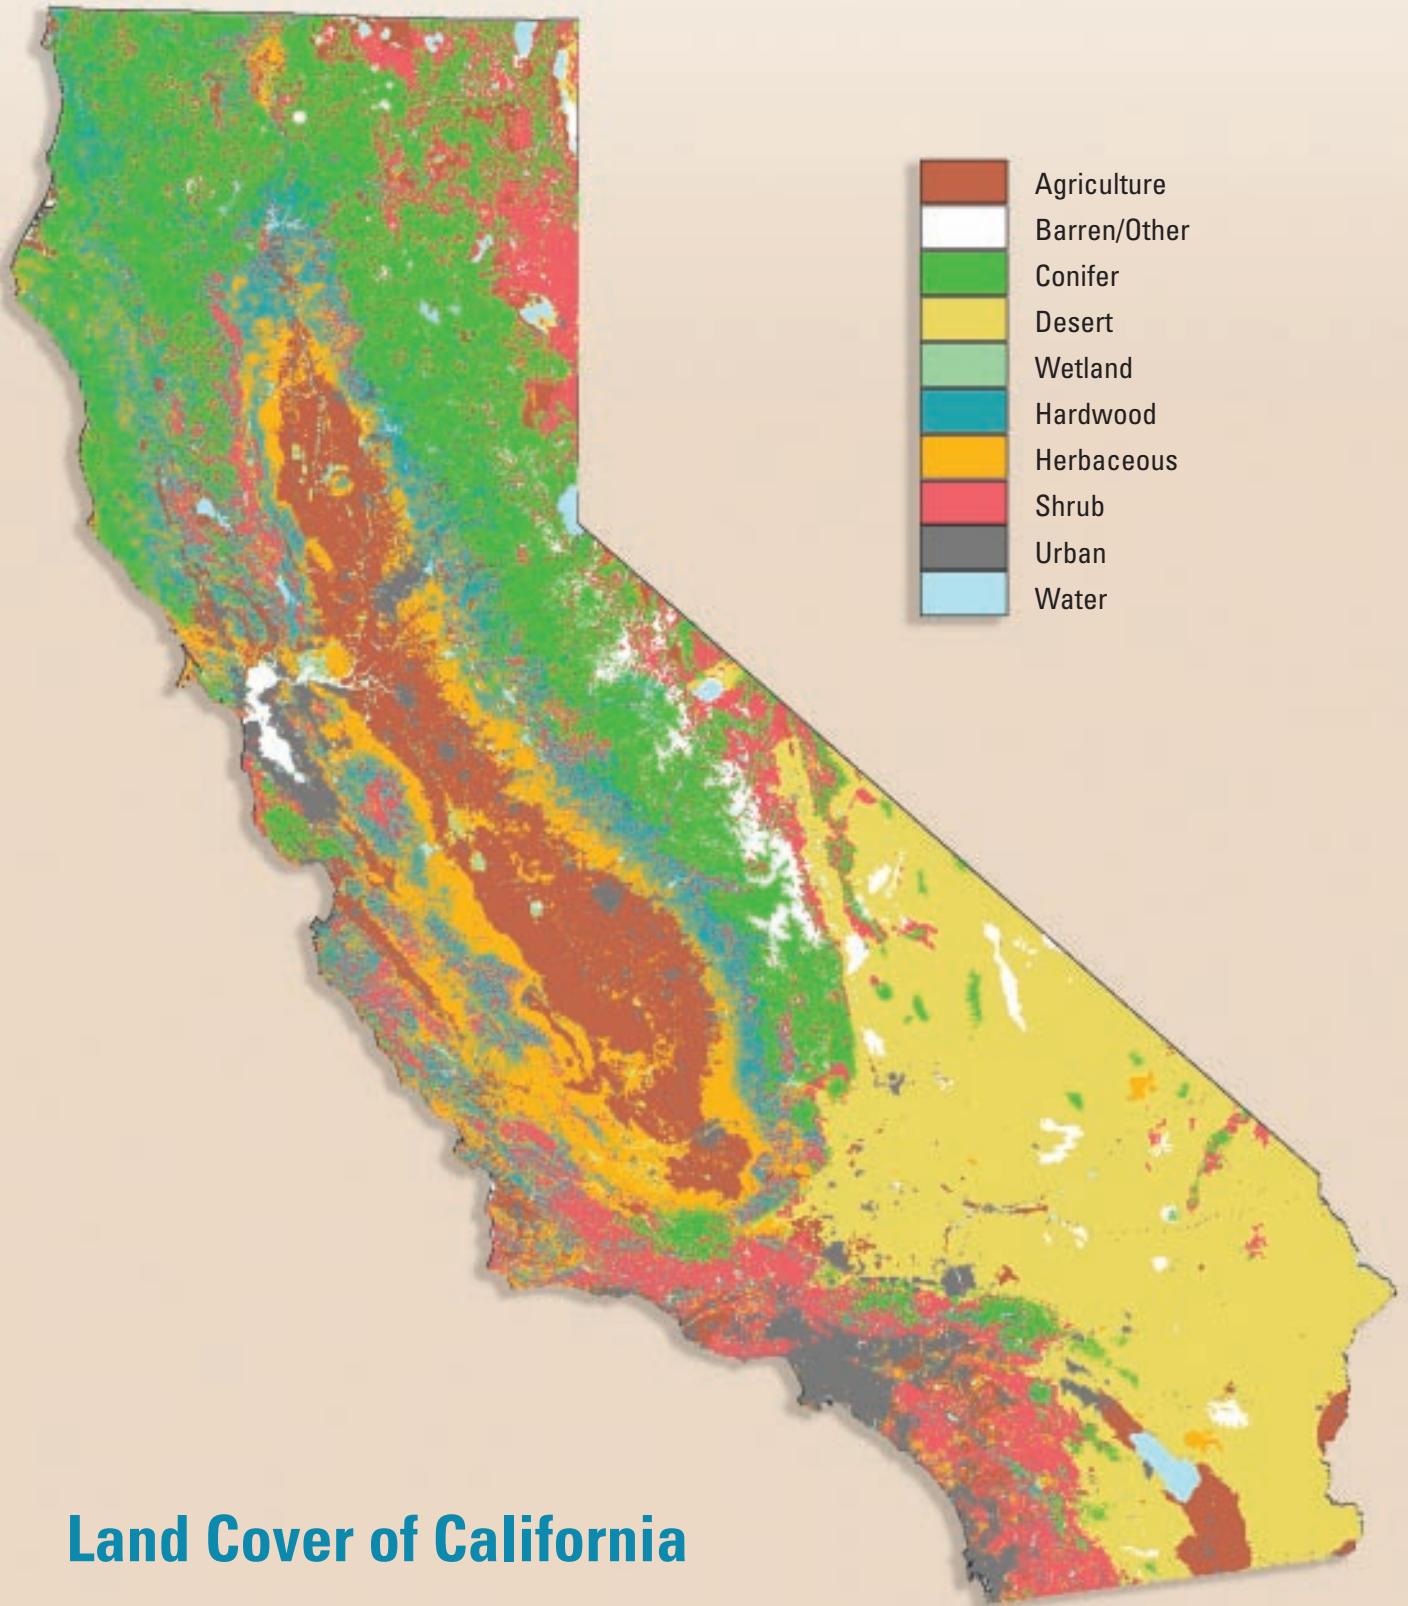 Agriculture
Barren/Other
Conifer
Desert
Wetland
Hardwood
Herbaceous
Shrub
Urban
Water
Land Cover of California